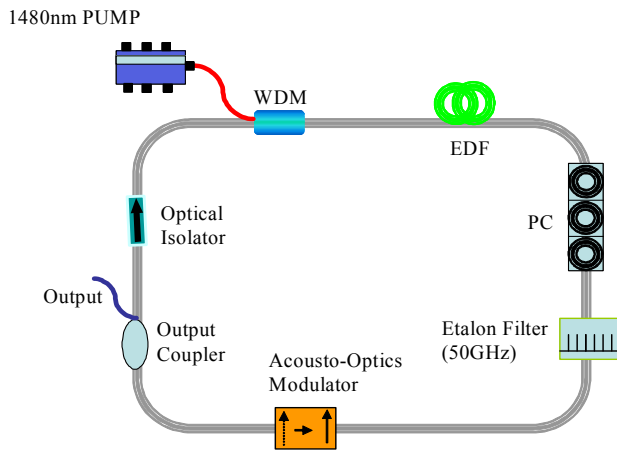 1480nm PUMP
WDM
EDF
Optical
Isolator
PC
Output
Output
Coupler
Etalon Filter
(50GHz)
Acousto-Optics
Modulator